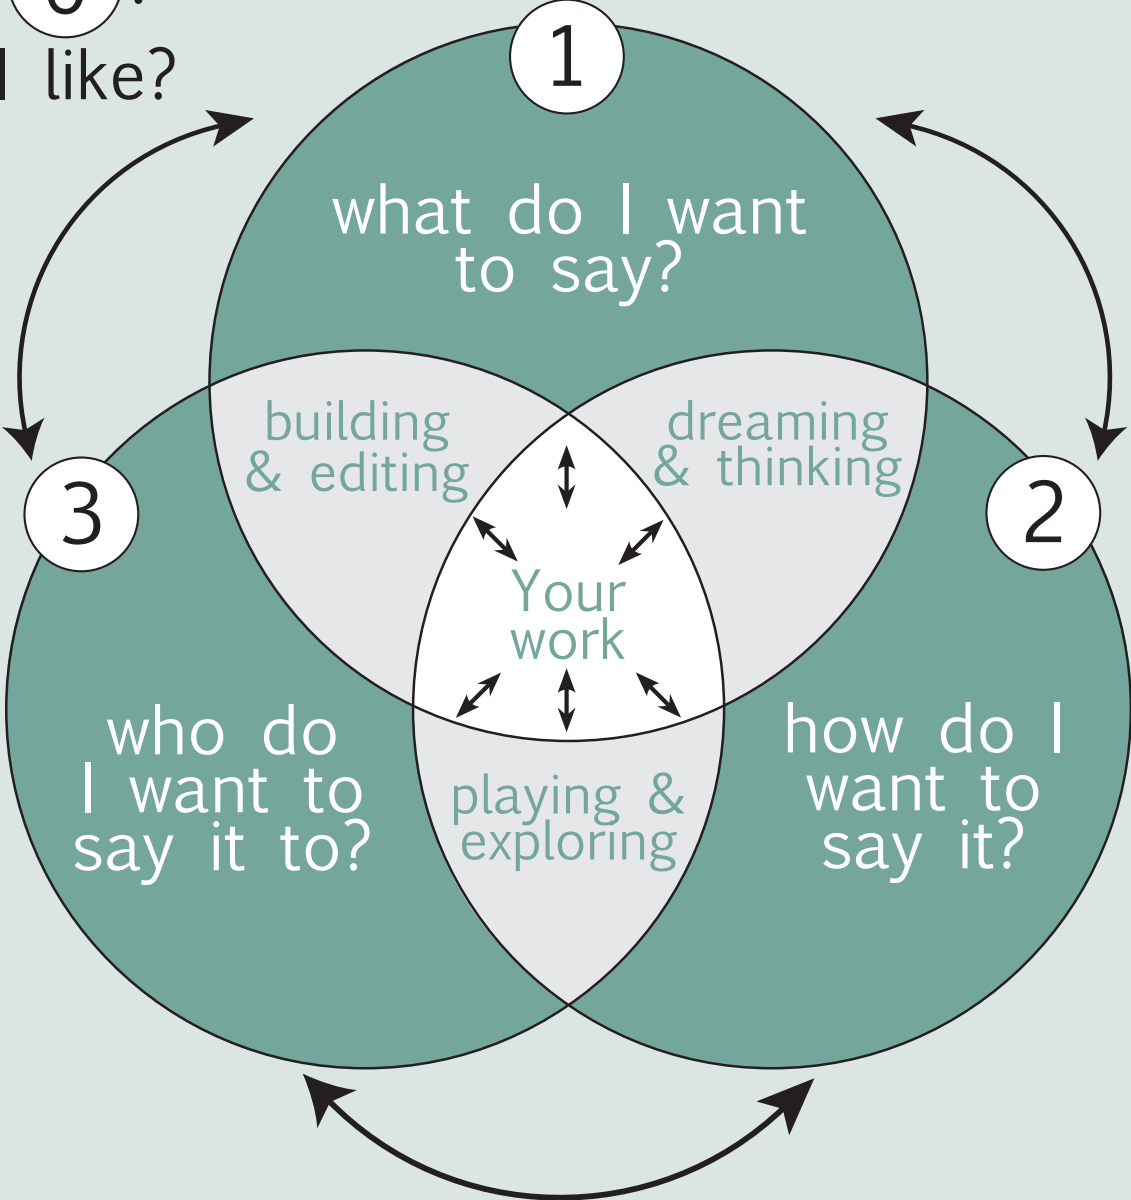 0
I like?
1
what do I want
to say?
building
& editing
dreaming
& thinking
3
2
Your
work
who do
I want to
say it to?
how do I
want to
say it?
playing &
exploring